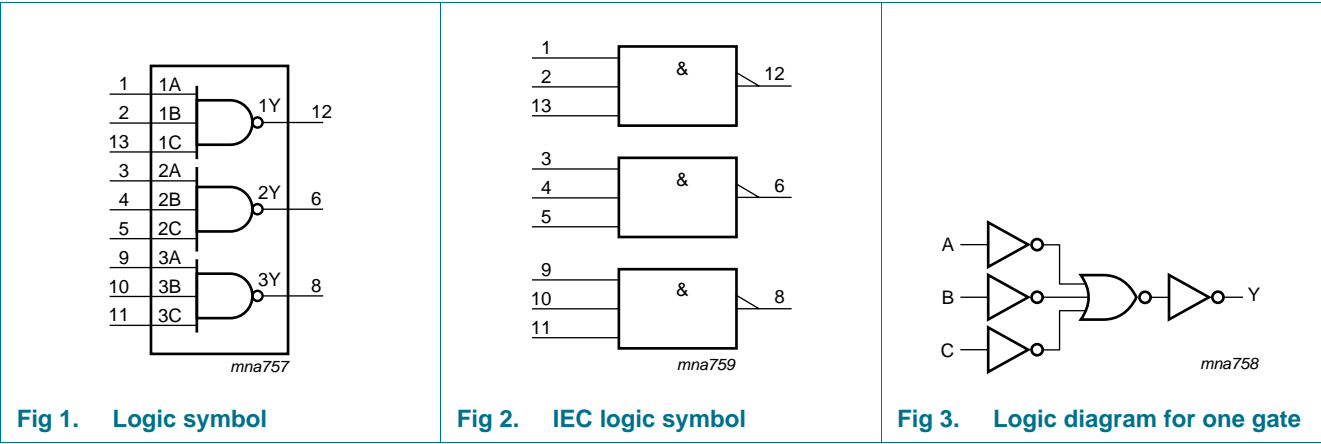 1 1A
2 1B 1Y 12
13 1C
3 2A
4 2B 2Y 6
5 2C
9 3A
10 3B 3Y 8
11 3C
mna757
Fig 1. Logic symbol
1
2 & 12
13
3
4 & 6
5
9
10 & 8
11
mna759
Fig 2. IEC logic symbol
A
B Y
C
mna758
Fig 3. Logic diagram for one gate